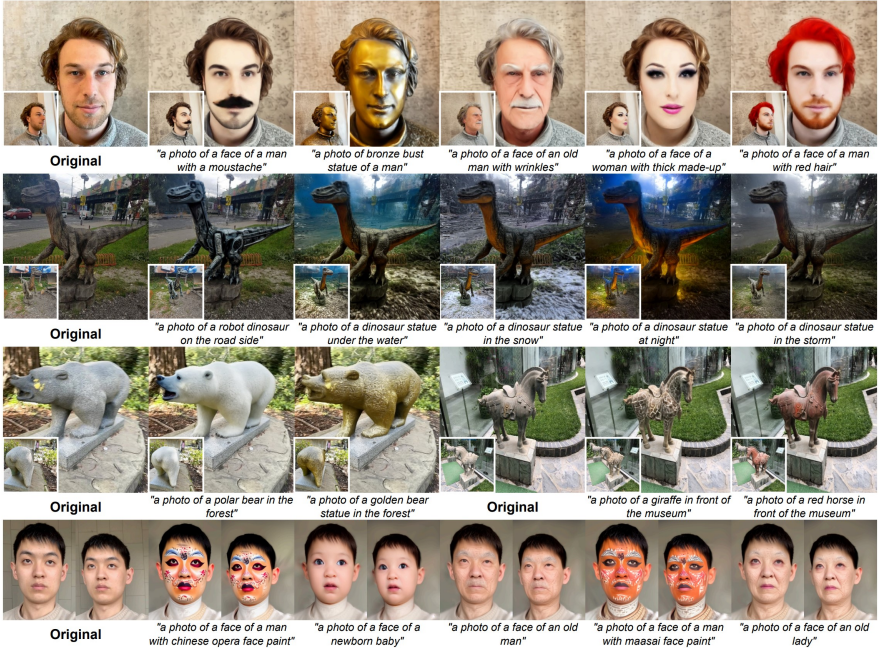 Original
"a photo of a face of a man
with a moustache"
"a photo of bronze bust
statue of a man"
"a photo of a face of an old
man with wrinkles"
"a photo of a face of a
woman with thick made-up"
"a photo of a face of a man
with red hair"
Original
"a photo of a robot dinosaur
on the road side"
"a photo of a dinosaur statue
under the water"
"a photo of a dinosaur statue
in the snow"
"a photo of a dinosaur statue
at night"
"a photo of a dinosaur statue
in the storm"
Original
"a photo of a polar bear in the
forest"
"a photo of a golden bear
statue in the forest"
Original
"a photo of a giraffe in front of
the museum"
"a photo of a red horse in
front of the museum"
Original
"a photo of a face of a man
with chinese opera face paint"
"a photo of a face of a
newborn baby"
"a photo of a face of an old
man"
"a photo of a face of a man
with maasai face paint"
"a photo of a face of an old
lady"